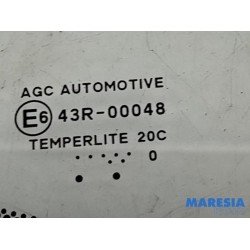 AGC AUTOMOTIVE
E6 43R-00048
TEMPERLITE 20C
0
MARESIA